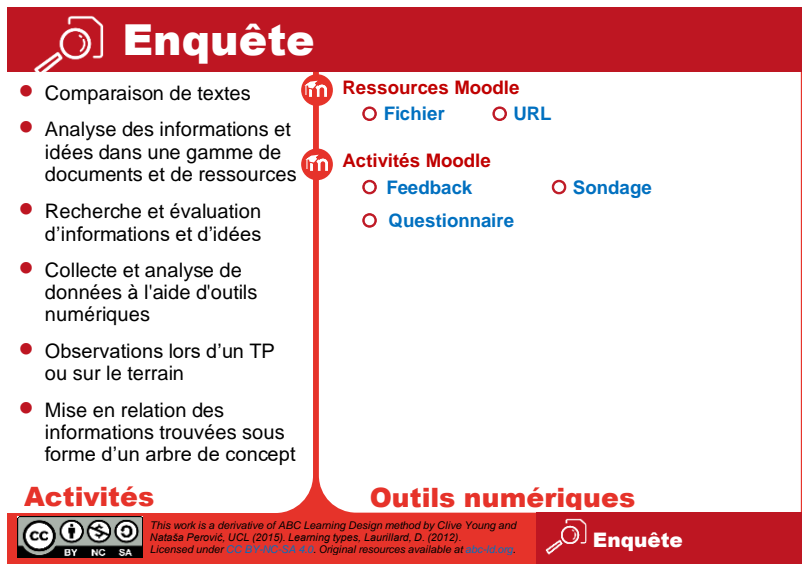 Enquête
Comparaison de textes
Analyse des informations et
idées dans une gamme de
documents et de ressources
Recherche et évaluation
d’informations et d’idées
Collecte et analyse de
données à l'aide d'outils
numériques
Observations lors d’un TP
ou sur le terrain
Mise en relation des
informations trouvées sous
forme d’un arbre de concept
Activités
Ressources Moodle
Fichier URL
Activités Moodle
Feedback Sondage
Questionnaire
Outils numériques
CC BY NC SA
This work is a derivative of ABC Learning Design method by Clive Young and
Nataša Perović, UCL (2015). Learning types, Laurillard, D. (2012).
Licensed under CC BY-NC-SA 4.0. Original resources available at abc-ld.org.
Enquête